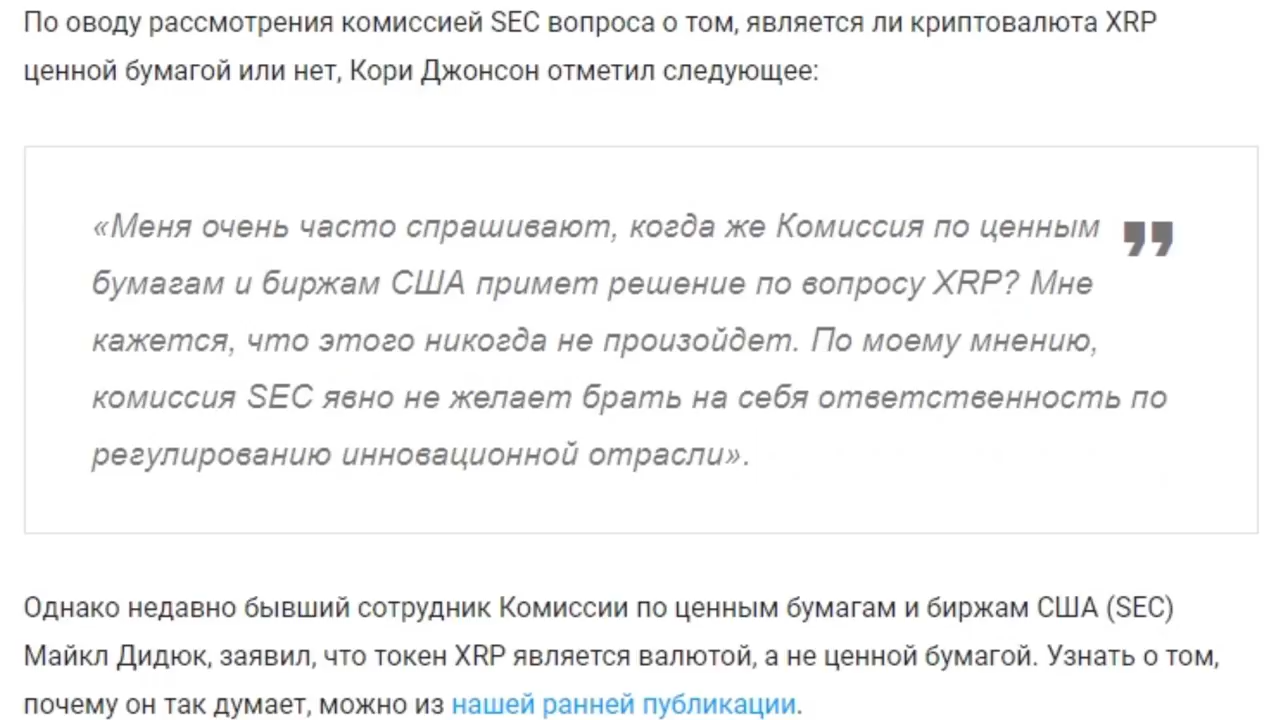 По оводу рассмотрения комиссией SEC вопроса о том, является ли криптовалюта XRP
ценной бумагой или нет, Кори Джонсон отметил следующее:
«Меня очень часто спрашивают, когда же Комиссия по ценным
бумагам и биржам США примет решение по вопросу XRP? Мне
кажется, что этого никогда не произойдет. По моему мнению,
комиссия SEC явно не желает брать на себя ответственность по
регулированию инновационной отрасли».
Однако недавно бывший сотрудник Комиссии по ценным бумагам и биржам США (SEC)
Майкл Дидюк, заявил, что токен XRP является валютой, а не ценной бумагой. Узнать о том,
почему он так думает, можно из нашей ранней публикации.